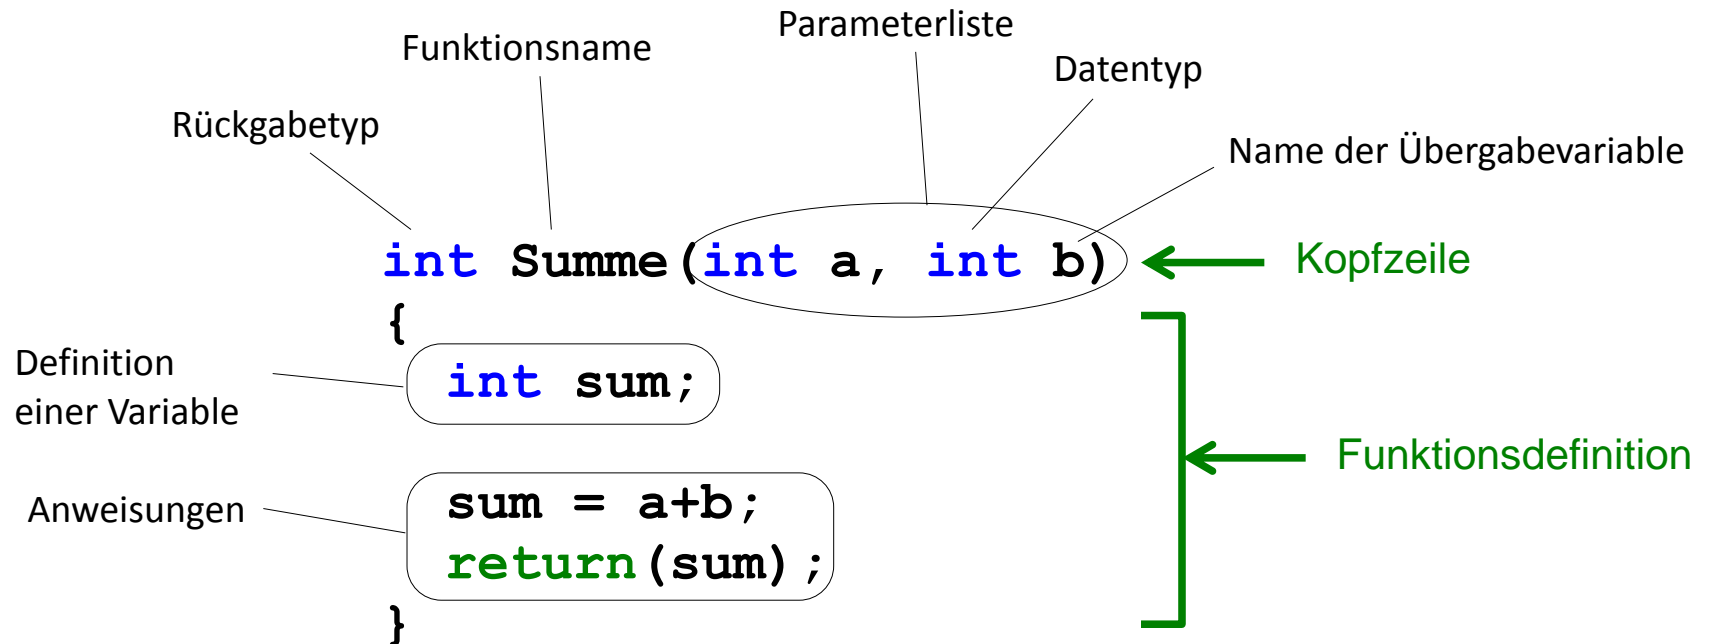 Parameterliste
Funktionsname
Datentyp
Rückgabetyp
Name der Übergabevariable
int Summe(int a, int b)
Kopfzeile
{
Definition
einer Variable
int sum;
Funktionsdefinition
Anweisungen
sum = a+b;
return(sum);
}